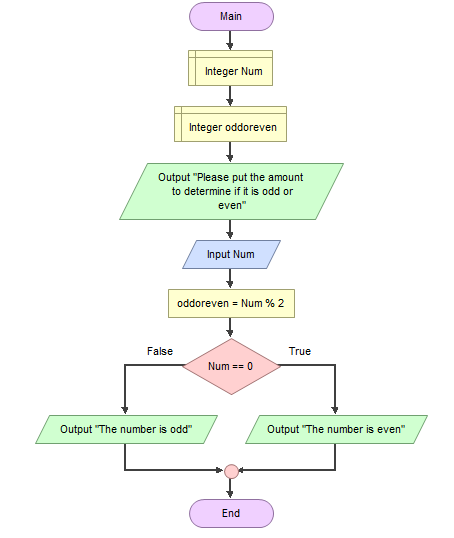 Main
Integer Num
Integer oddoreven
Output "Please put the amount
to determine if it is odd or
even"
Input Num
oddoreven = Num % 2
False
True
Num == 0
Output "The number is odd"
Output "The number is even"
End